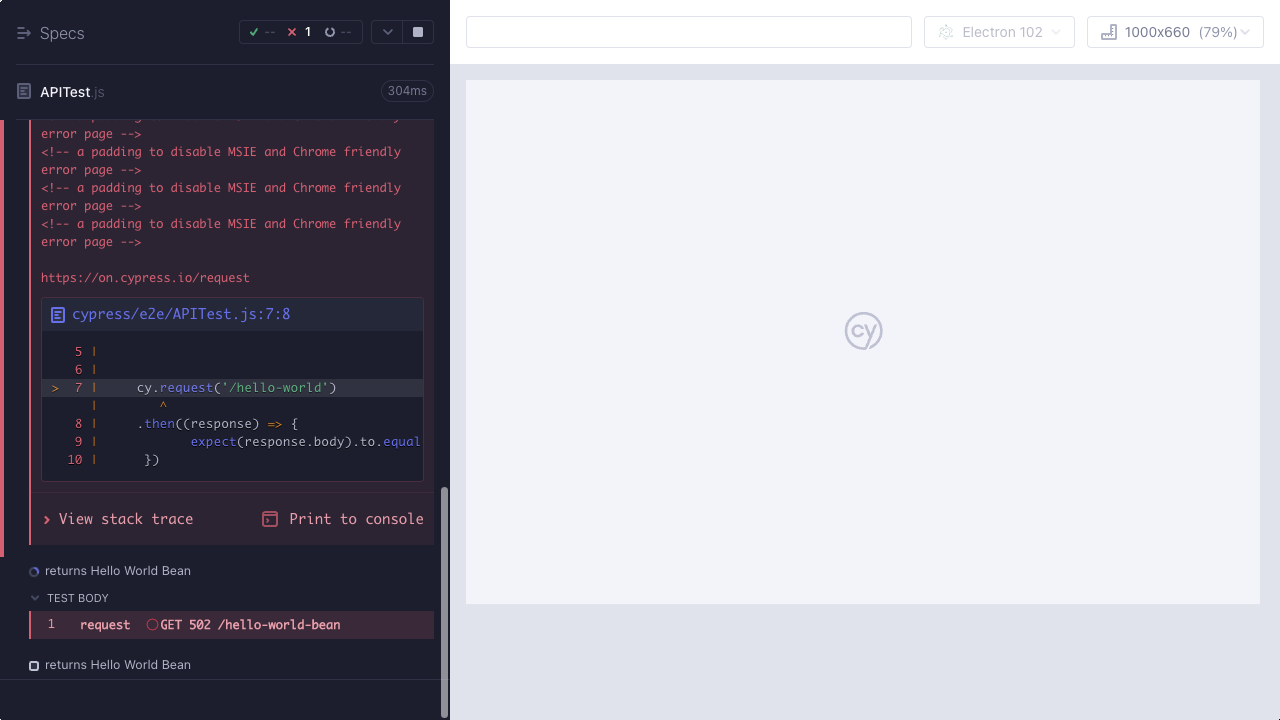 Specs
-- 1 --
Electron 102
1000x660 (79%)
APITest.js
304ms
error page -->
<!-- a padding to disable MSIE and Chrome friendly
error page -->
<!-- a padding to disable MSIE and Chrome friendly
error page -->
<!-- a padding to disable MSIE and Chrome friendly
error page -->
https://on.cypress.io/request
cypress/e2e/APITest.js:7:8
5 |
6 |
> 7 | cy.request('/hello-world')
| ^
8 | .then((response) => {
9 | expect(response.body).to.equal
10 | })
View stack trace
Print to console
returns Hello World Bean
TEST BODY
1 request GET 502 /hello-world-bean
returns Hello World Bean
cy